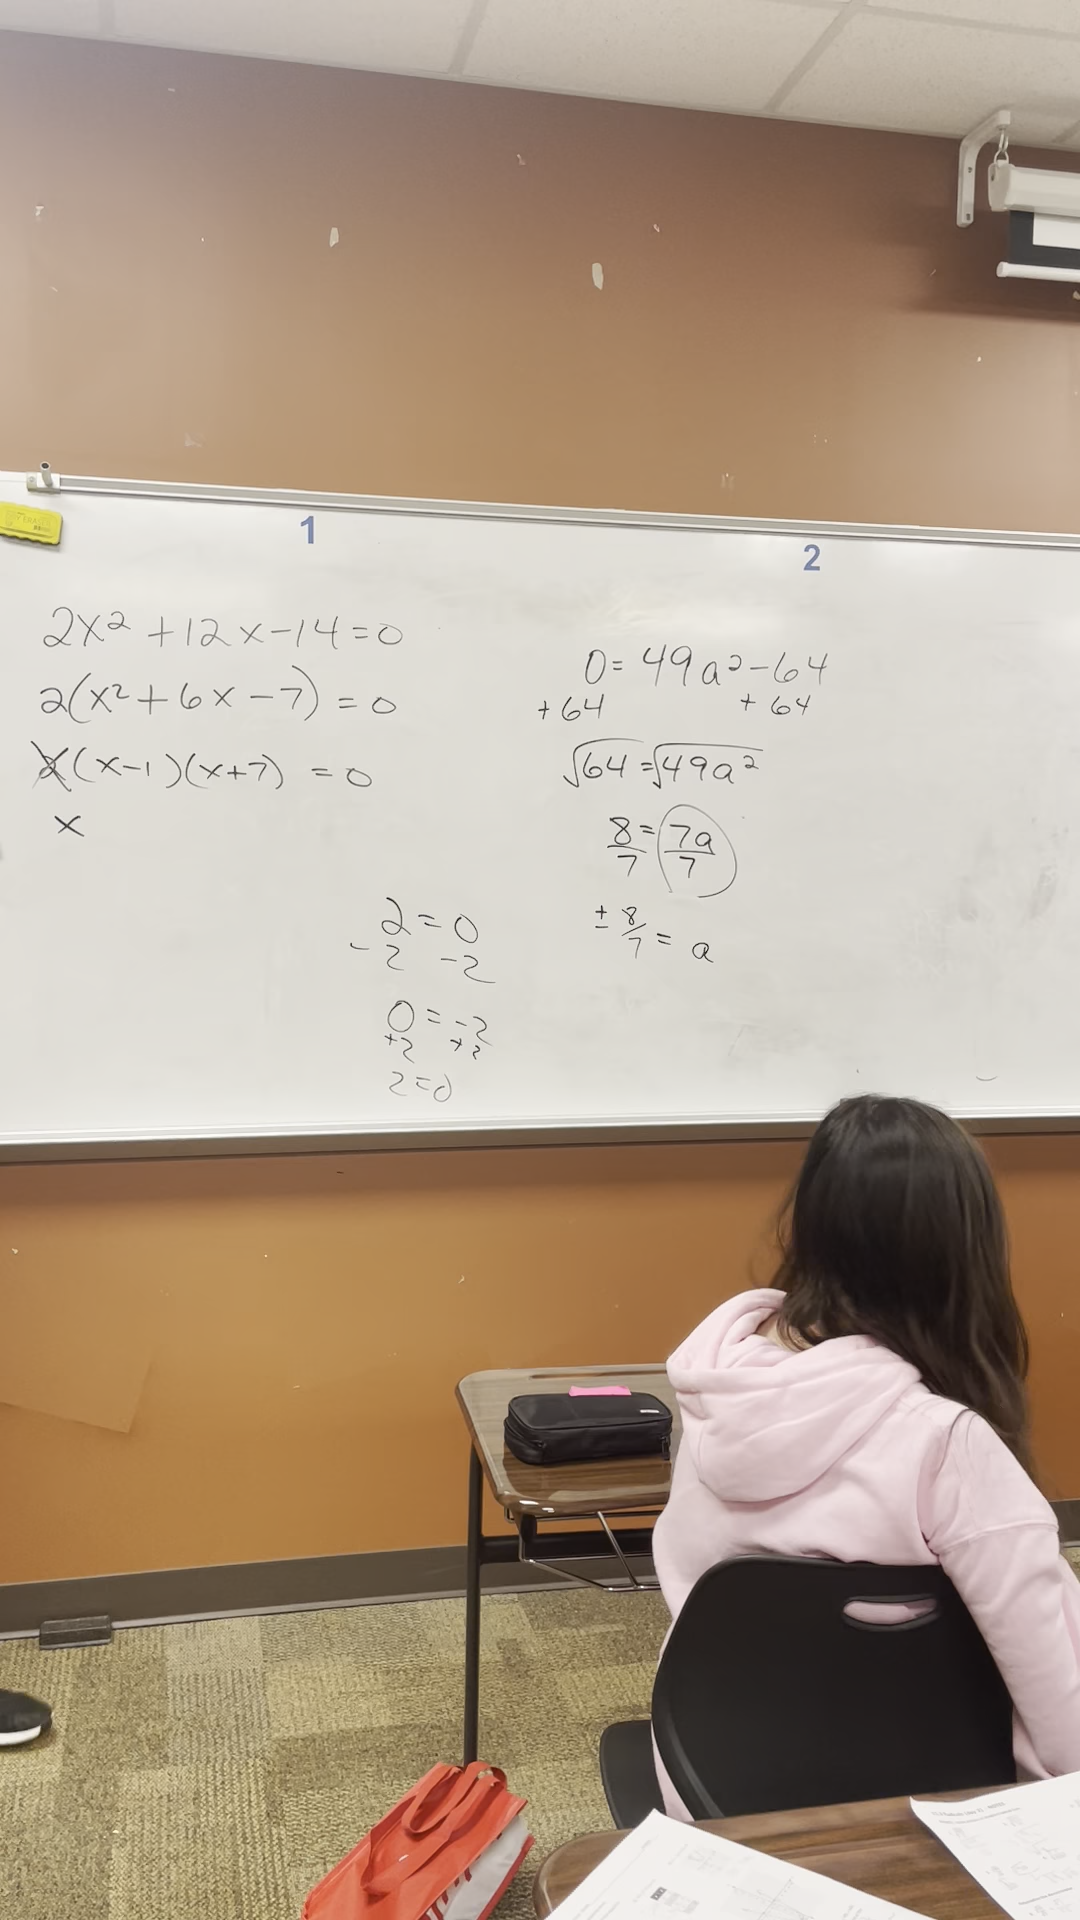 1
2x² + 12x - 14 = 0
2(x² + 6x - 7) = 0
2(x-1)(x+7) = 0
x
2 = 0
-2 -2
0 = -2
+2 +2
2 = 0
2
0 = 49a² - 64
+64 +64
√64 = √49a²
8/7 = 7a/7
± 8/7 = a